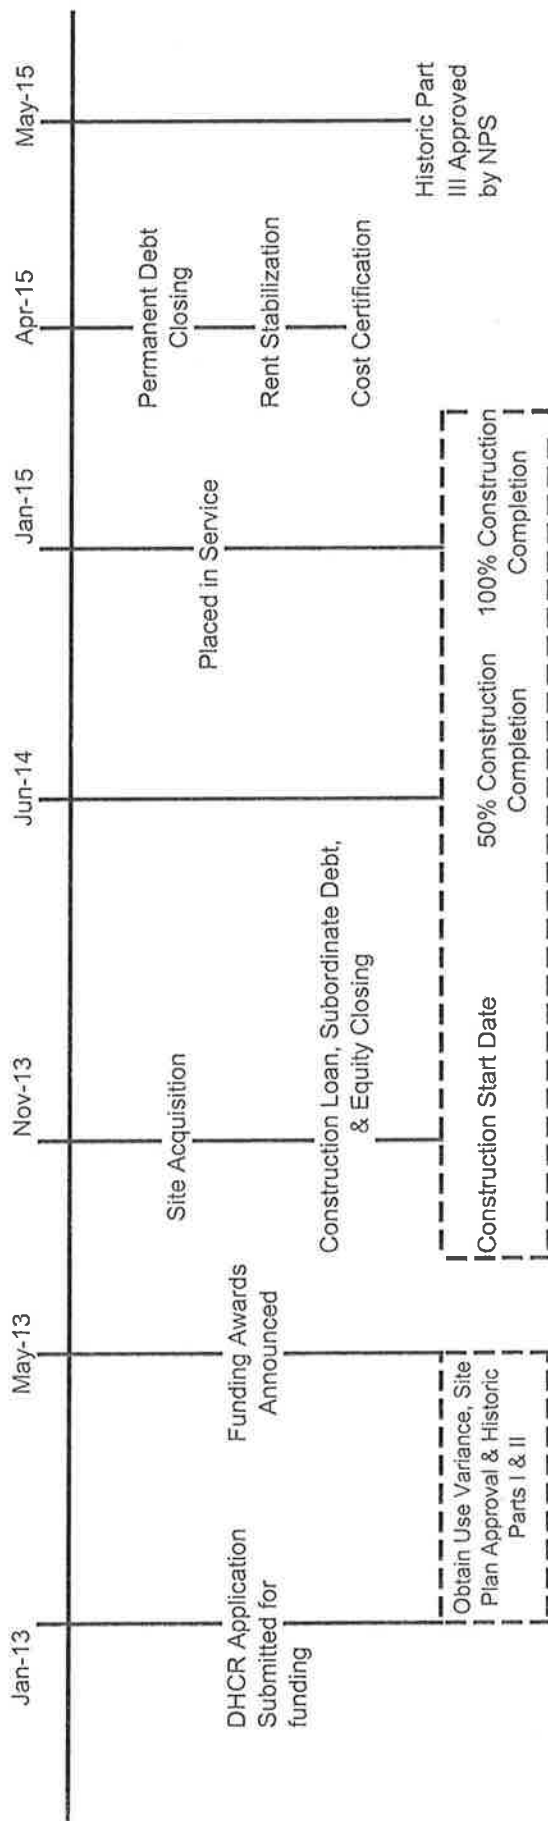 Jan-13
May-13
Nov-13
Jun-14
Jan-15
Apr-15
May-15
DHCR Application
Submitted for
funding
Funding Awards
Announced
Site Acquisition
Construction Loan, Subordinate Debt,
& Equity Closing
Placed in Service
Permanent Debt
Closing
Rent Stabilization
Cost Certification
Historic Part
III Approved
by NPS
Obtain Use Variance, Site
Plan Approval & Historic
Parts I & II
Construction Start Date
50% Construction
Completion
100% Construction
Completion